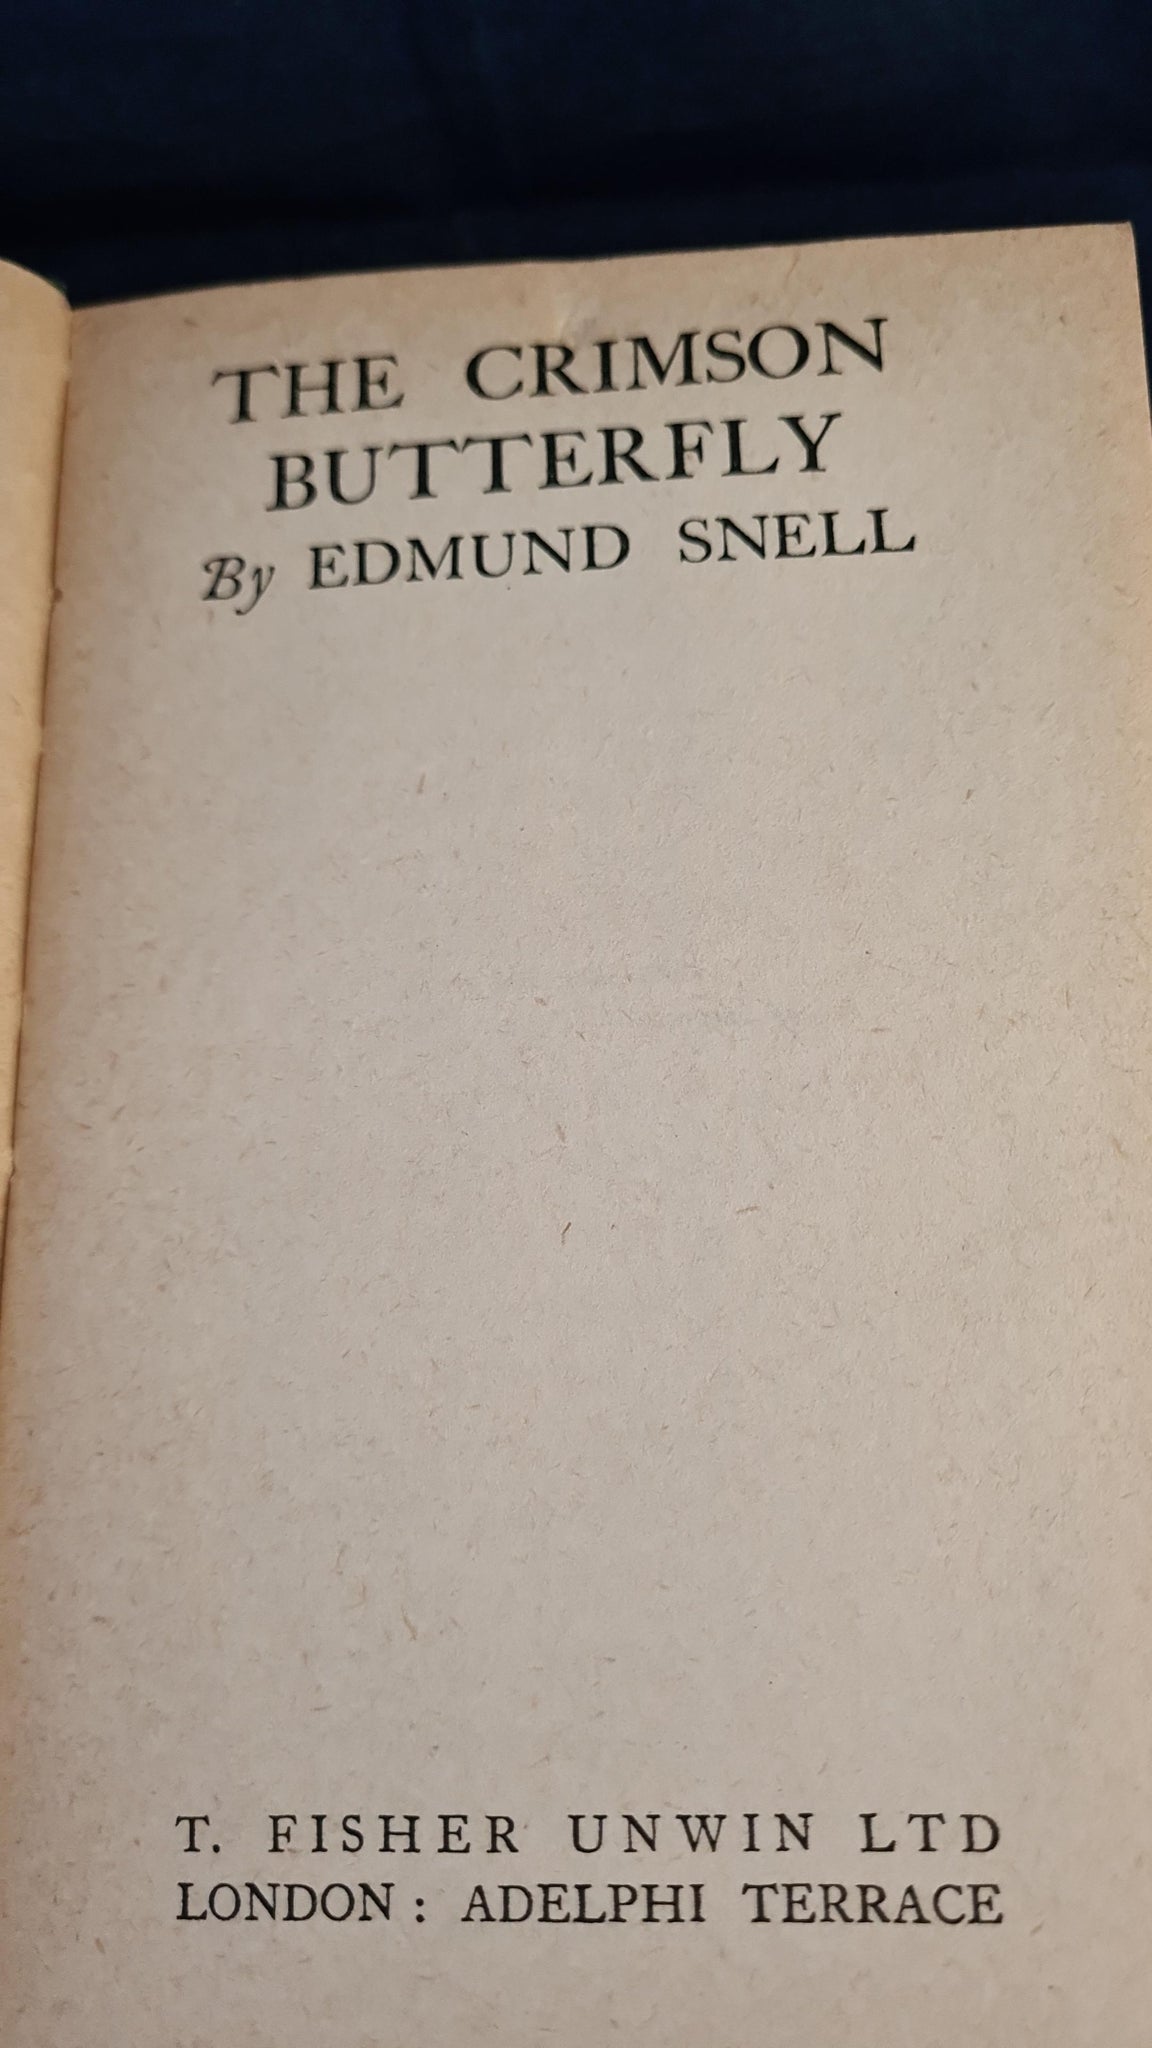 THE CRIMSON
BUTTERFLY
By EDMUND SNELL
T. FISHER UNWIN LTD
LONDON : ADELPHI TERRACE